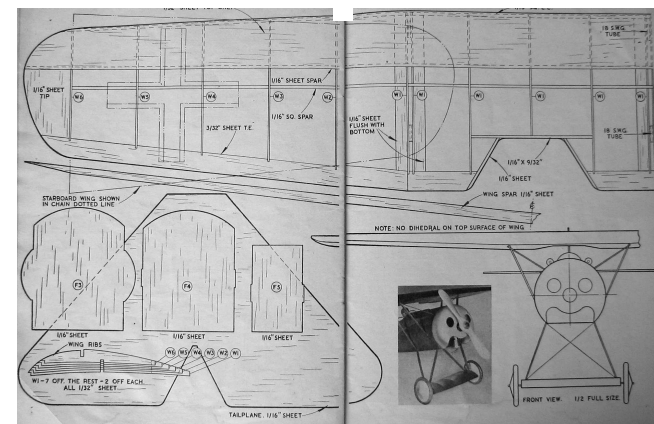 18 SWG
TUBE
1/16" SHEET SPAR
1/16" SHEET
TIP
W6
W5
W4
W3
W2
W1
W1
W1
W1
W1
1/16" SQ. SPAR
1/16" SHEET
FLUSH WITH
BOTTOM
3/32" SHEET T.E.
18 SWG
TUBE
1/16" X 9/32"
1/16" SHEET
WING SPAR 1/16" SHEET
STARBOARD WING SHOWN
IN CHAIN DOTTED LINE
NOTE: NO DIHEDRAL ON TOP SURFACE OF WING
F3
F4
F5
1/16" SHEET
1/16" SHEET
1/16" SHEET
WING RIBS
W6 W5 W4 W3 W2 W1
W1-7 OFF. THE REST - 2 OFF EACH.
ALL 1/32" SHEET
TAILPLANE. 1/16" SHEET
FRONT VIEW. 1/2 FULL SIZE.